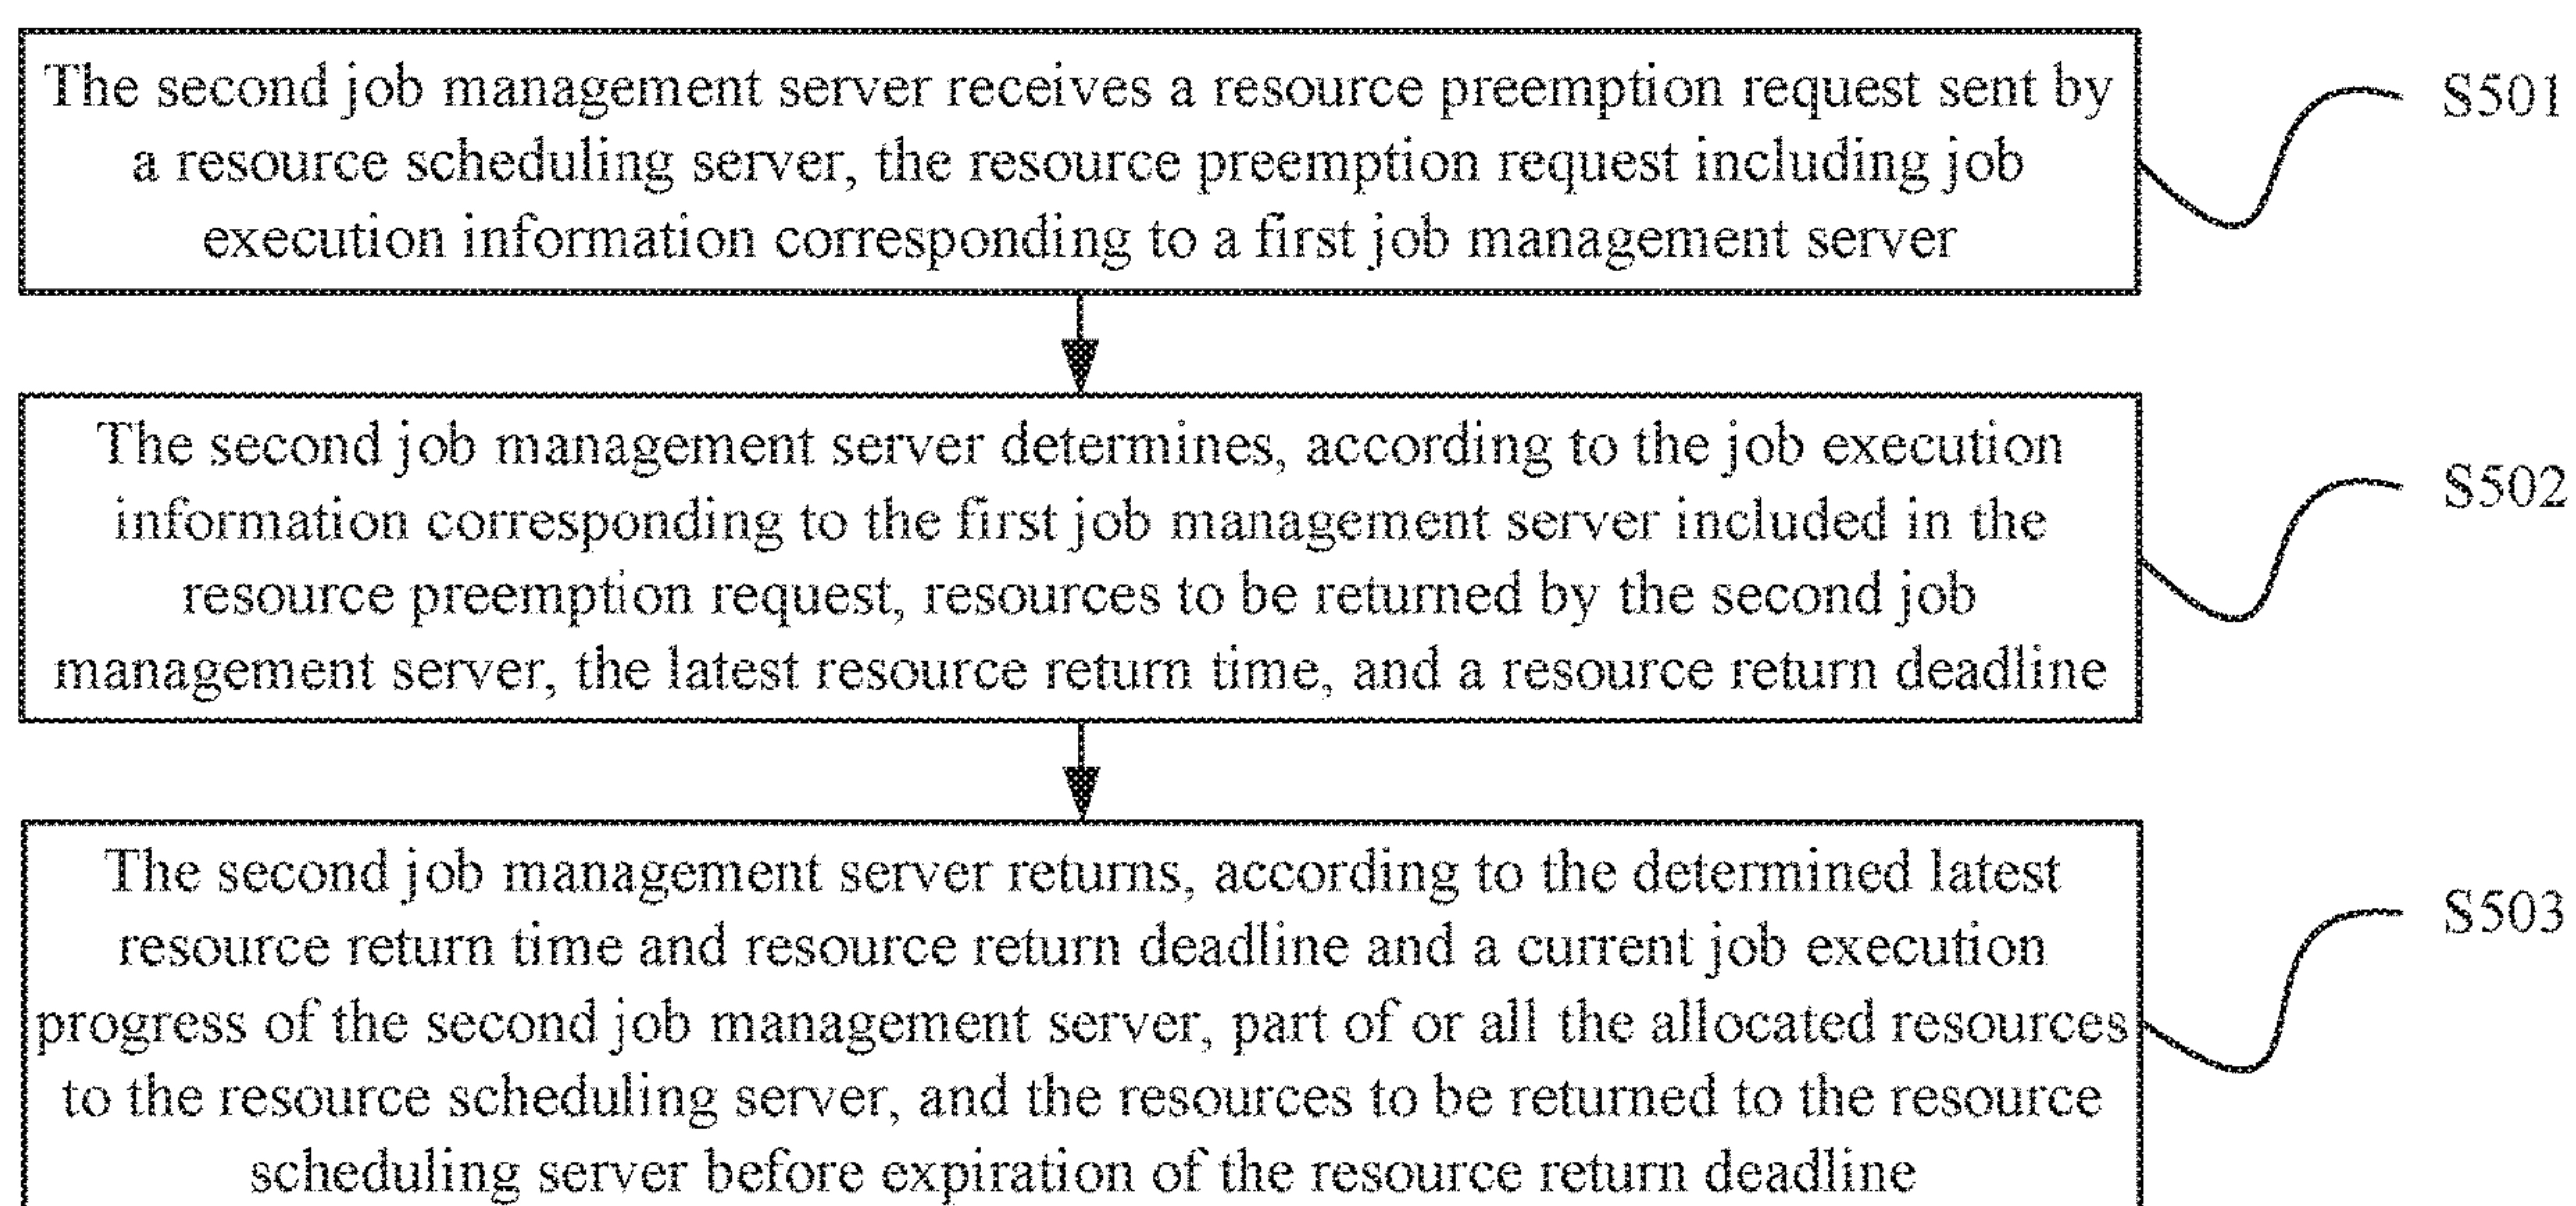 The second job management server receives a resource preemption request sent by
a resource scheduling server, the resource preemption request including job
execution information corresponding to a first job management server
S501
The second job management server determines, according to the job execution
information corresponding to the first job management server included in the
resource preemption request, resources to be returned by the second job
management server, the latest resource return time, and a resource return deadline
S502
The second job management server returns, according to the determined latest
resource return time and resource return deadline and a current job execution
progress of the second job management server, part of or all the allocated resources
to the resource scheduling server, and the resources to be returned to the resource
scheduling server before expiration of the resource return deadline
S503